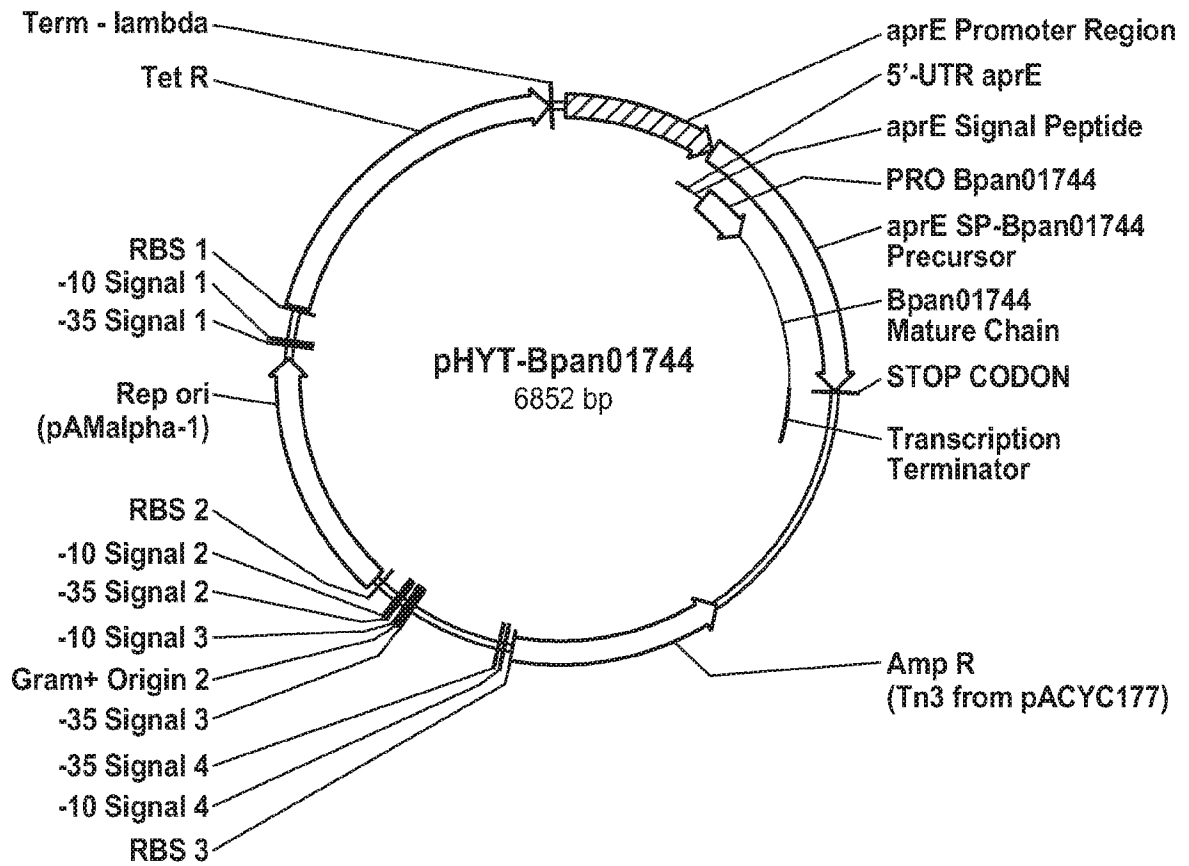 Term - lambda
Tet R
RBS 1
-10 Signal 1
-35 Signal 1
Rep ori
(pAMalpha-1)
RBS 2
-10 Signal 2
-35 Signal 2
-10 Signal 3
Gram+ Origin 2
-35 Signal 3
-35 Signal 4
-10 Signal 4
RBS 3
pHYT-Bpan01744
6852 bp
aprE Promoter Region
5'-UTR aprE
aprE Signal Peptide
PRO Bpan01744
aprE SP-Bpan01744
Precursor
Bpan01744
Mature Chain
STOP CODON
Transcription
Terminator
Amp R
(Tn3 from pACYC177)